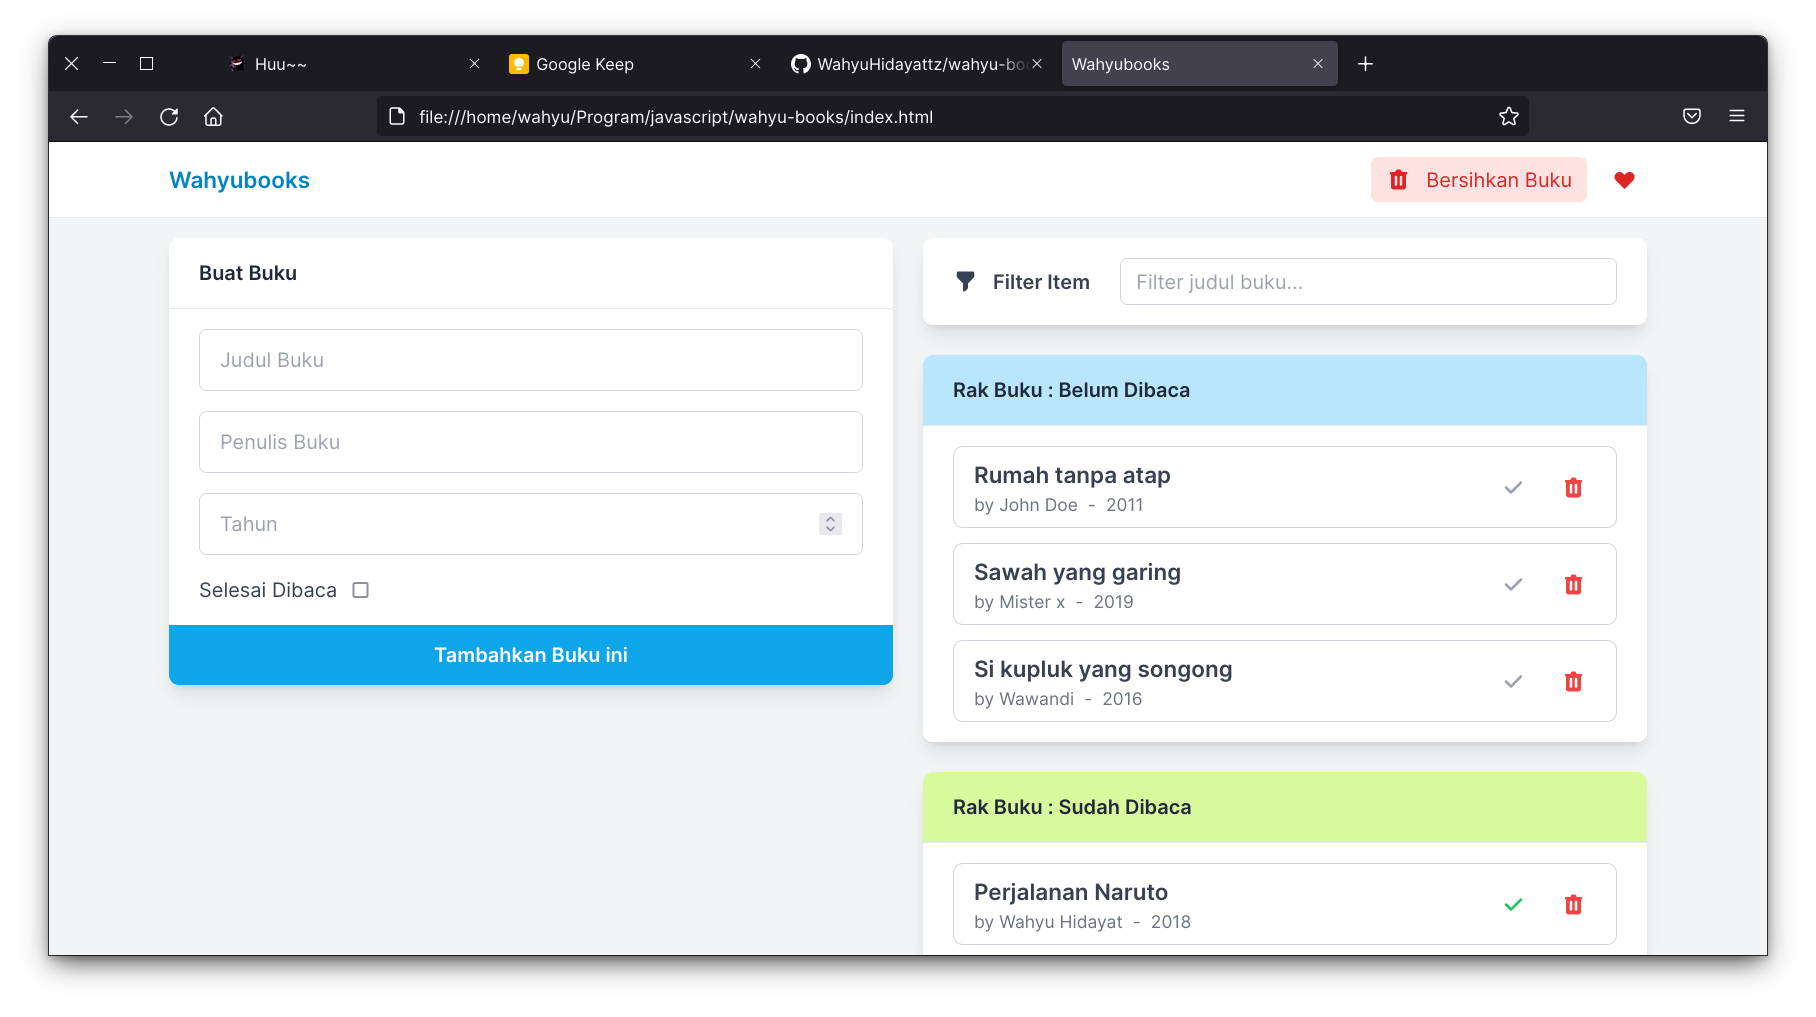 Huu~~
Google Keep
WahyuHidayattz/wahyu-bo
Wahyubooks
file:///home/wahyu/Program/javascript/wahyu-books/index.html
Wahyubooks
Bersihkan Buku
Buat Buku
Judul Buku
Penulis Buku
Tahun
Selesai Dibaca
Tambahkan Buku ini
Filter Item
Filter judul buku...
Rak Buku : Belum Dibaca
Rumah tanpa atap
by John Doe - 2011
Sawah yang garing
by Mister x - 2019
Si kupluk yang songong
by Wawandi - 2016
Rak Buku : Sudah Dibaca
Perjalanan Naruto
by Wahyu Hidayat - 2018